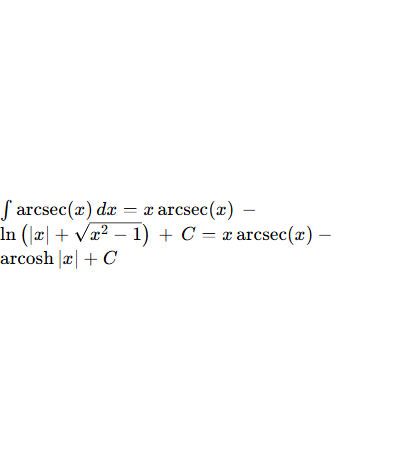 ∫ arcsec(x) dx = x arcsec(x) −
ln (|x| + √(x² − 1)) + C = x arcsec(x) −
arcosh |x| + C